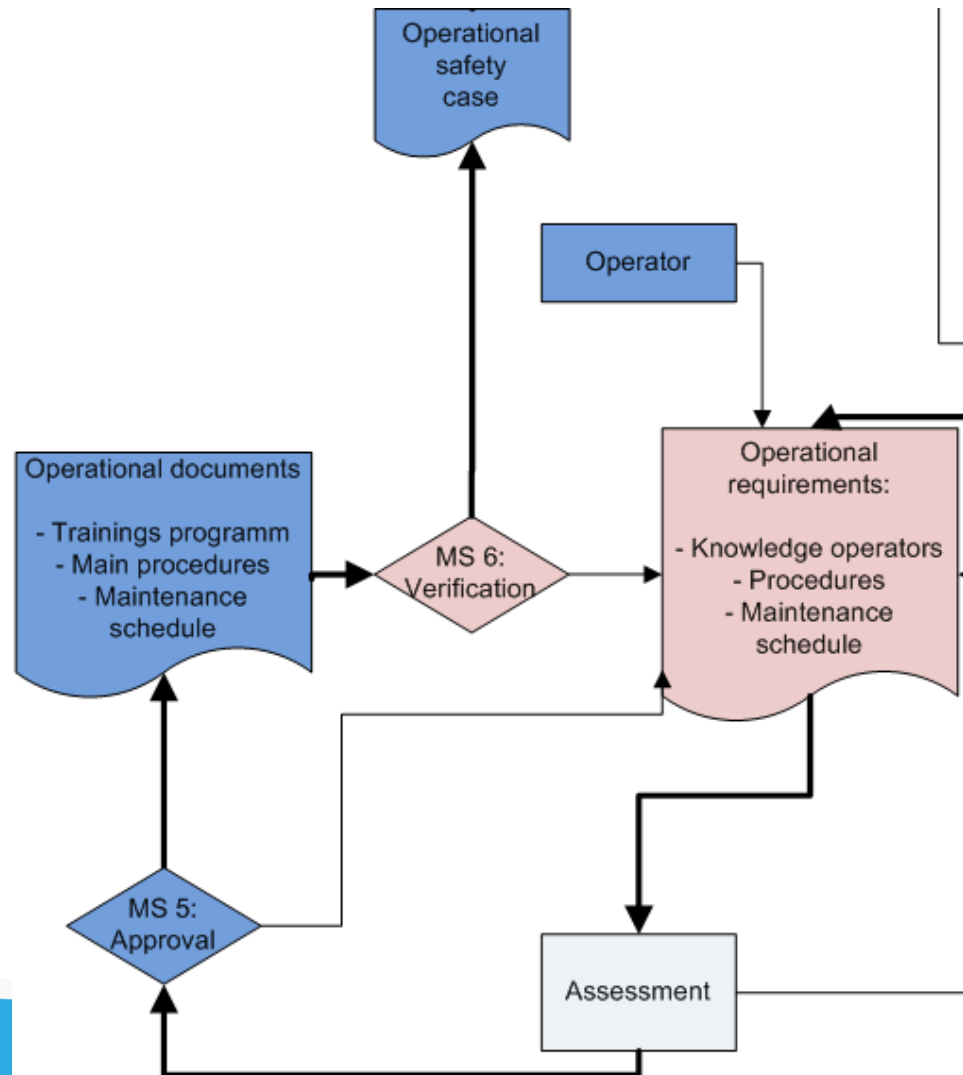 Operational
safety
case
Operator
Operational documents
- Trainings programm
- Main procedures
- Maintenance
schedule
MS 6:
Verification
Operational
requirements:
- Knowledge operators
- Procedures
- Maintenance
schedule
MS 5:
Approval
Assessment